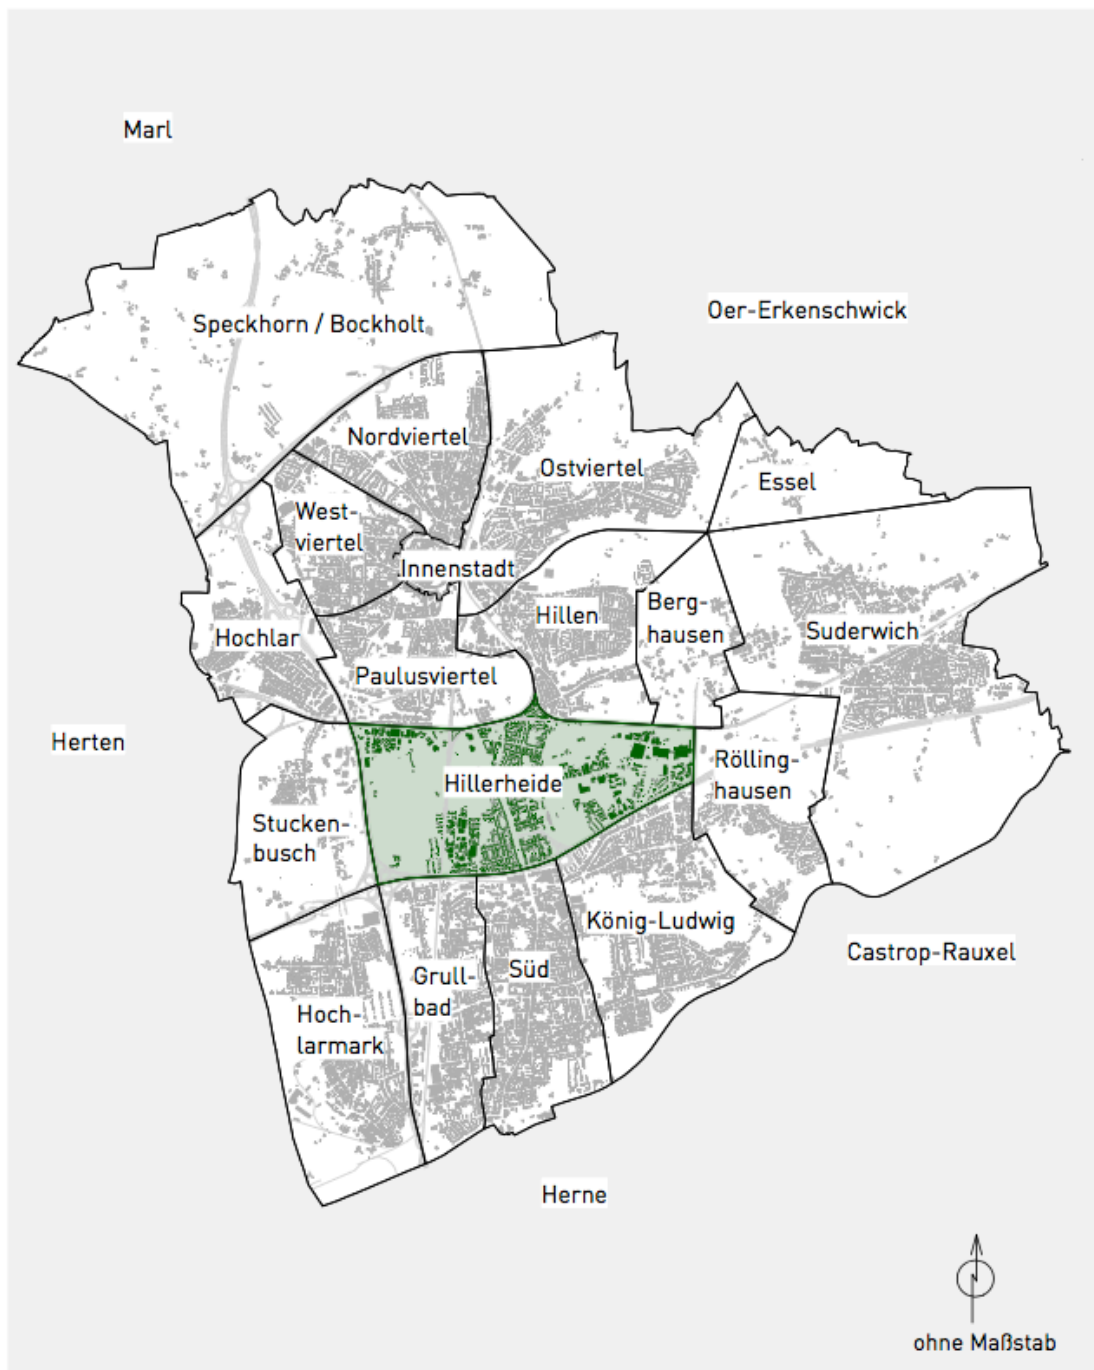 Marl
Oer-Erkenschwick
Speckhorn / Bockholt
Nordviertel
Ostviertel
Essel
West-
viertel
Innenstadt
Hillen
Berg-
hausen
Suderwich
Hochlar
Paulusviertel
Herten
Hillerheide
Rölling-
hausen
Stucken-
busch
König-Ludwig
Castrop-Rauxel
Grull-
bad
Süd
Hoch-
larmark
Herne
ohne Maßstab